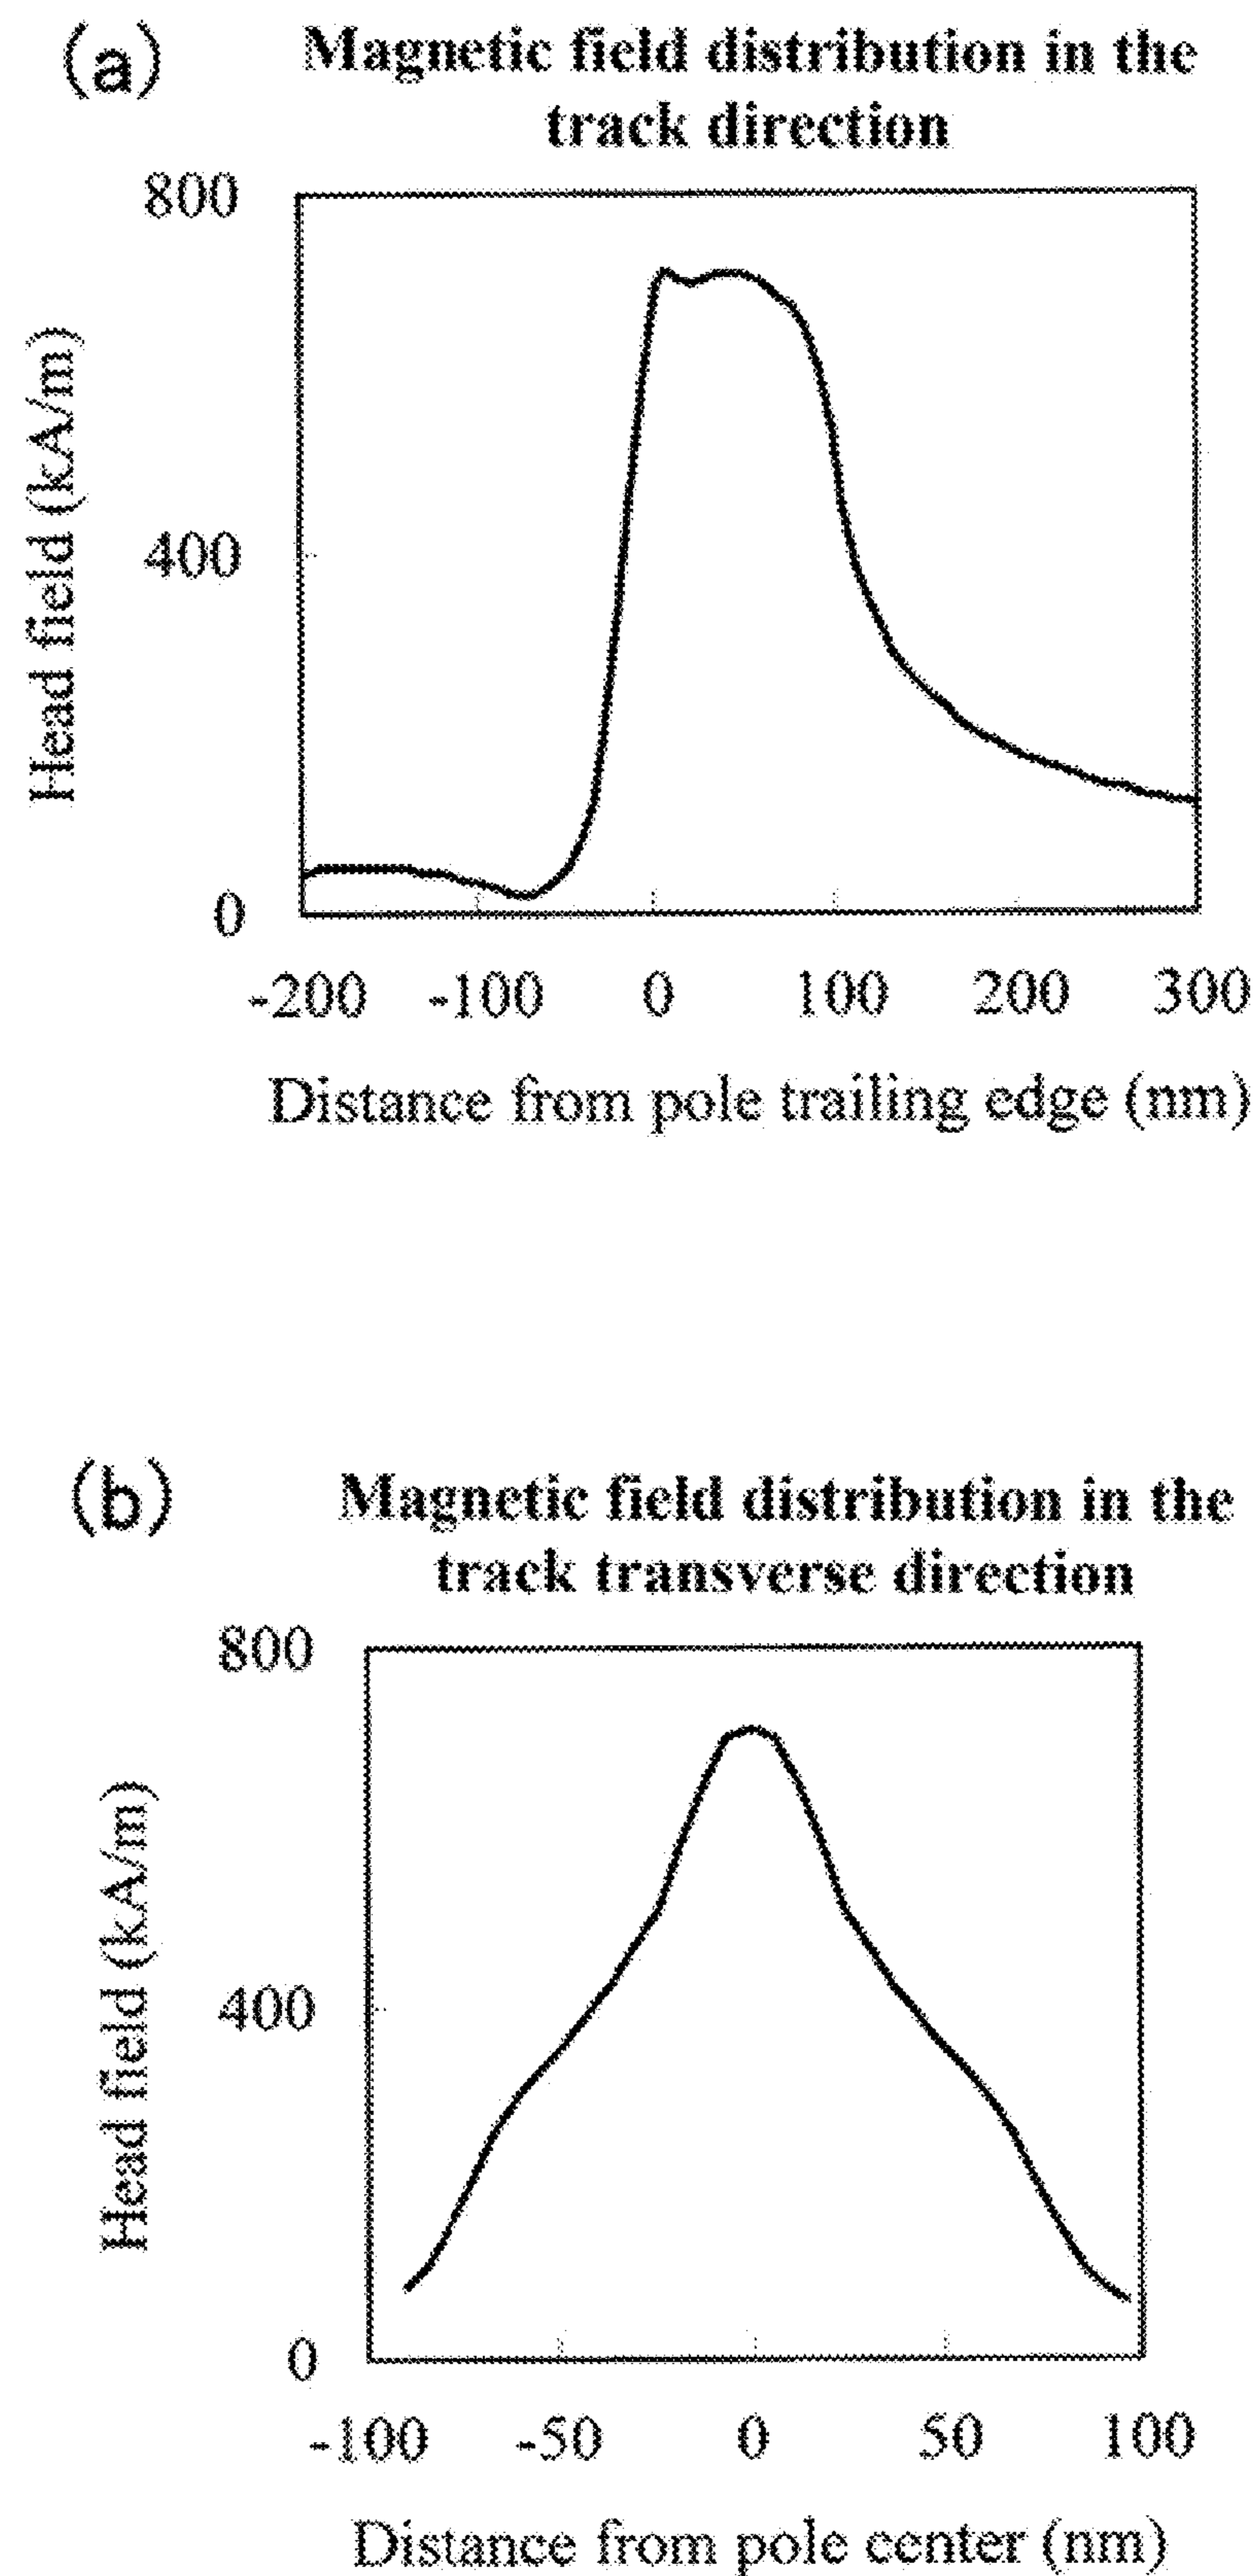 (a)
Magnetic field distribution in the
track direction
800
400
0
Head field (kA/m)
-200 -100 0 100 200 300
Distance from pole trailing edge (nm)
(b)
Magnetic field distribution in the
track transverse direction
800
400
0
Head field (kA/m)
-100 -50 0 50 100
Distance from pole center (nm)